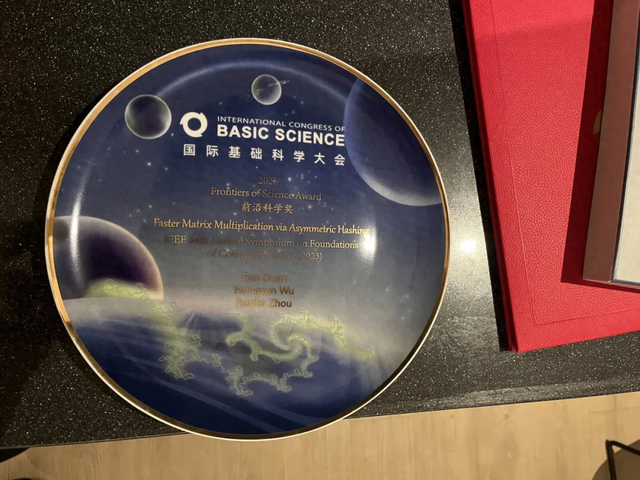 INTERNATIONAL CONGRESS OF
BASIC SCIENCE
国际基础科学大会
Frontiers of Science Award
前沿科学奖
Faster Matrix Multiplication via Asymmetric Hashing
Annual Symposium on Foundations
of Computer Science 2023)
Ran Duan
Hongxun Wu
Renfei Zhou